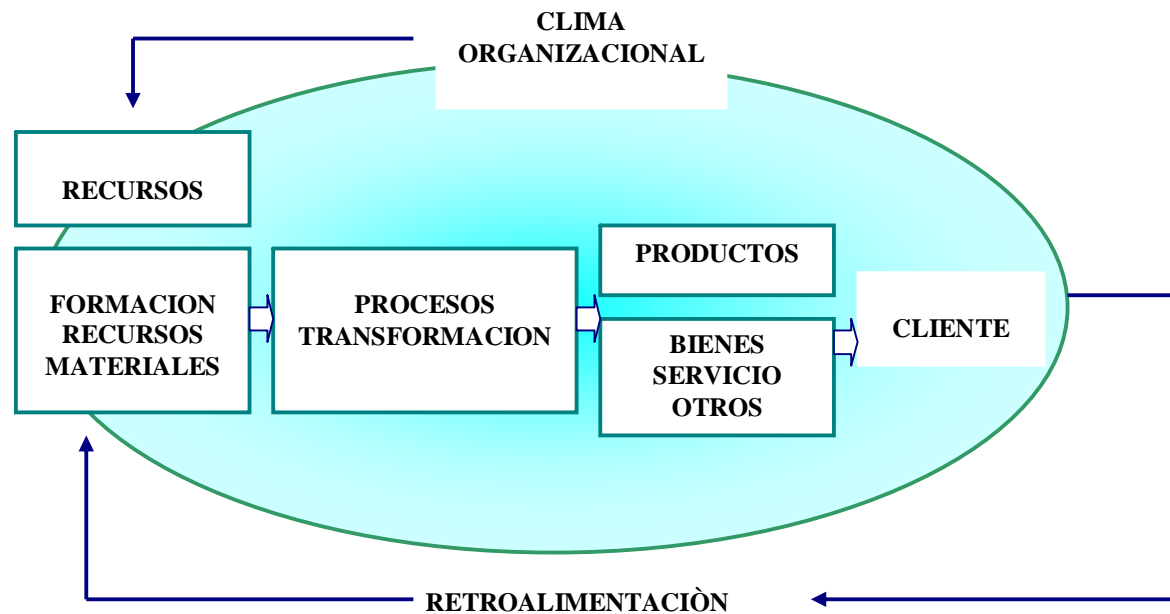 CLIMA
ORGANIZACIONAL
RECURSOS
FORMACION
RECURSOS
MATERIALES
PROCESOS
TRANSFORMACION
PRODUCTOS
BIENES
SERVICIO
OTROS
CLIENTE
RETROALIMENTACIÒN